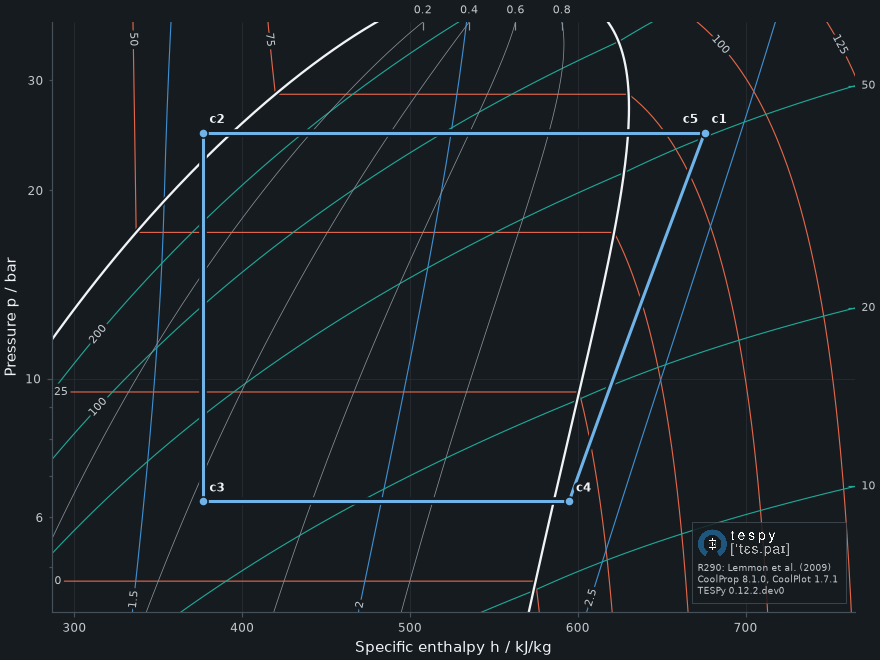 0.2 0.4 0.6 0.8
50 75 100 125
50
30
c2 c5 c1
20
20
200
10
25
100
c3 c4
10
6
tespy
['tɛs.paɪ]
R290: Lemmon et al. (2009)
CoolProp 8.1.0, CoolPlot 1.7.1
TESPy 0.12.2.dev0
0
1.5 2 2.5
300 400 500 600 700
Specific enthalpy h / kJ/kg
Pressure p / bar